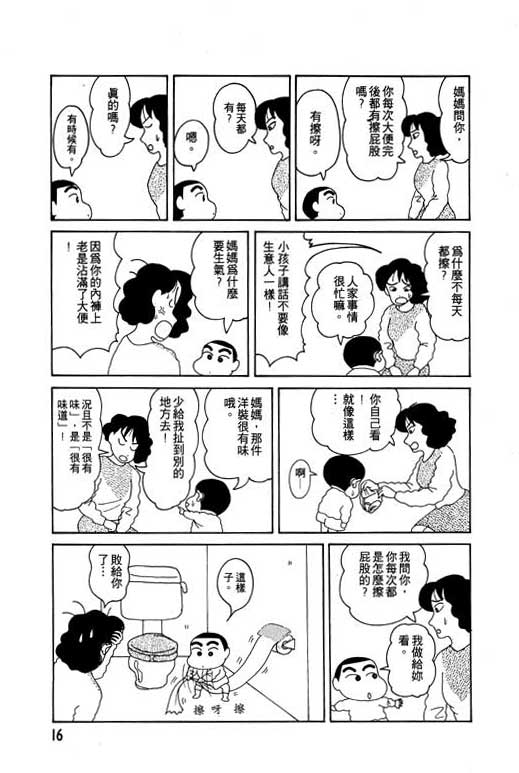 媽媽問你，
你每次大便完
後都有擦屁股
嗎？
有擦呀。
每天都
有？
嗯。
眞的嗎？
有時候有。
爲什麼不每天
都擦？
人家事情
很忙嘛。
小孩子講話不要像
生意人一樣！
媽媽爲什麼
要生氣？
因爲你的內褲上
老是沾滿了大便
！
你自己看
！就像這樣
…
啊
媽媽，那件
洋裝很有味
哦。
少給我扯到別的
地方去！
況且不是「很有
味」，是「很有
味道」！
我問你，
你每次都
是怎麼擦
屁股的？
我做給妳
看。
這樣
子。
擦呀擦
敗給你
了…
16